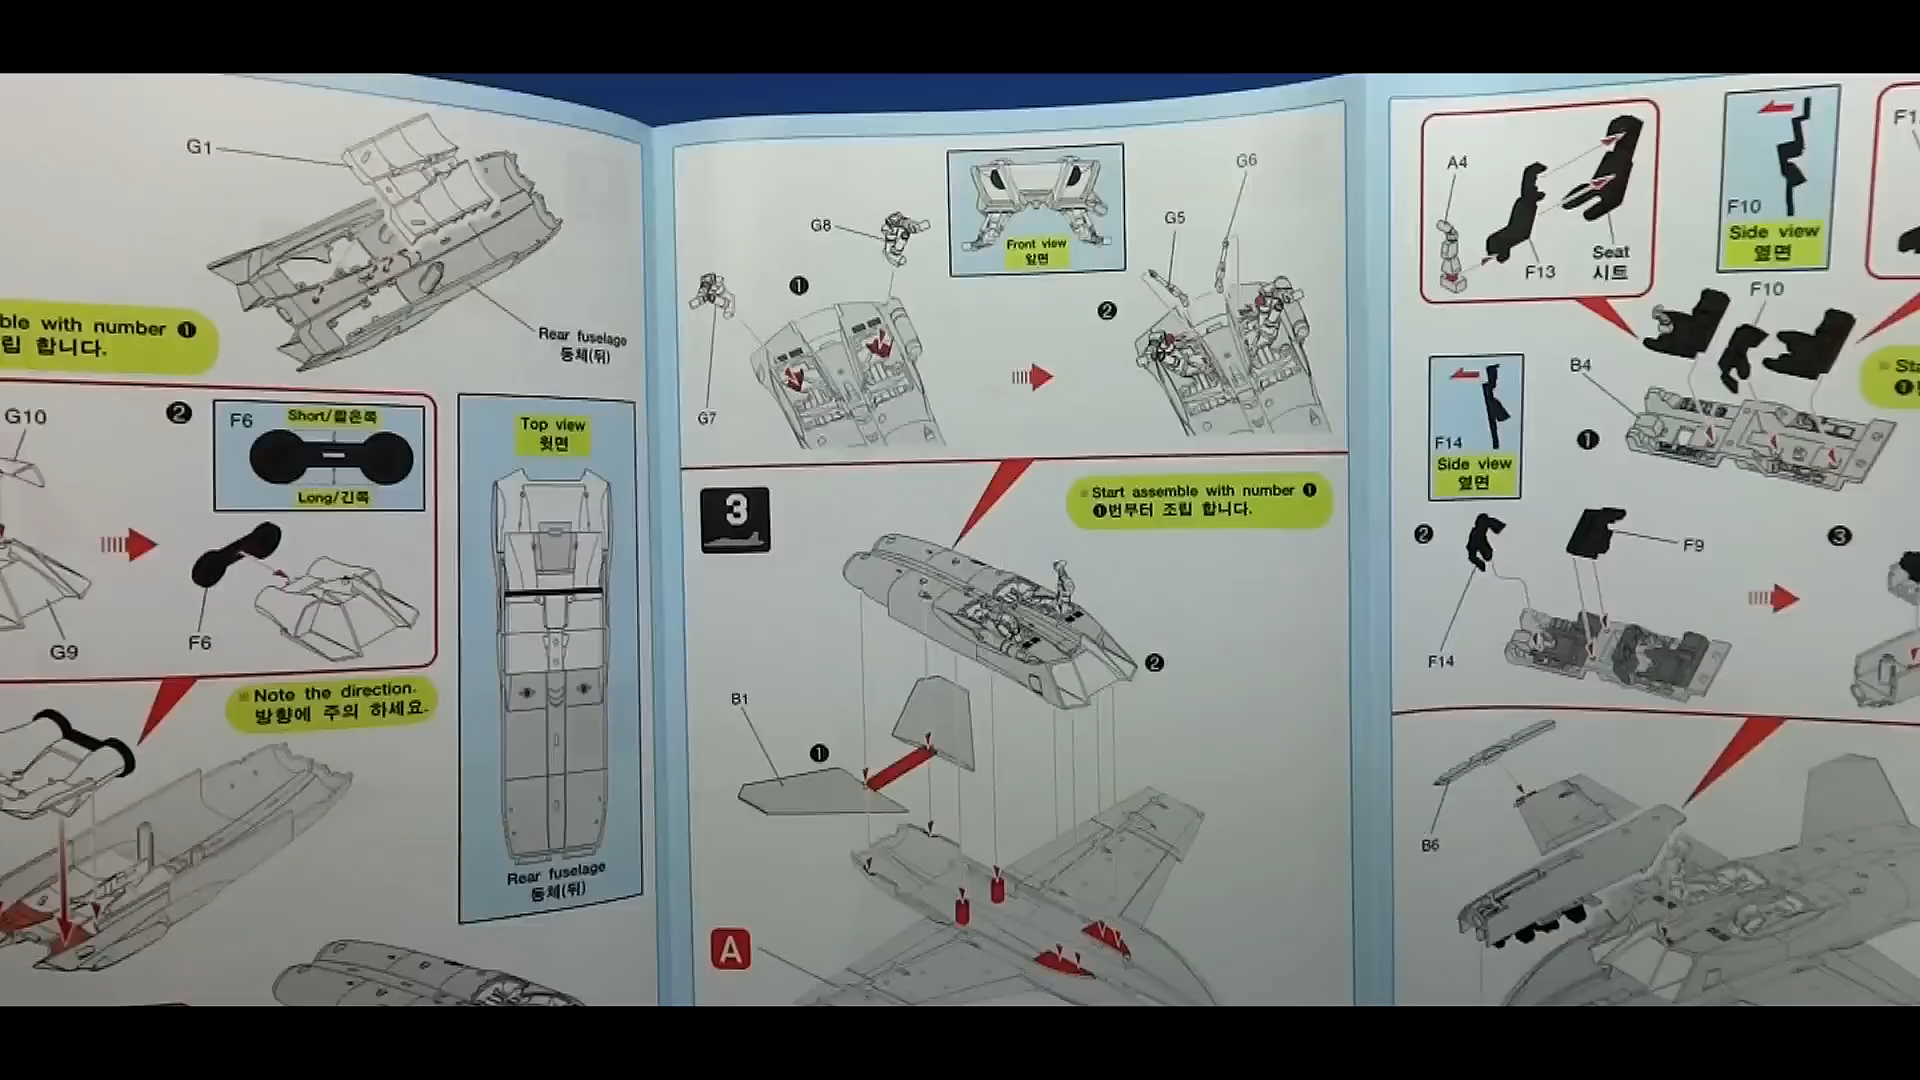 G1
Rear fuselage
동체(뒤)
ble with number ❶
립 합니다.
G10
❷
F6
Short/짧은쪽
Long/긴쪽
F6
G9
Note the direction.
방향에 주의 하세요.
Top view
윗면
Rear fuselage
동체(뒤)
G8
❶
G7
Front view
앞면
G6
G5
❷
3
Start assemble with number ❶
❶번부터 조립 합니다.
❷
B1
❶
A
A4
F13
Seat
시트
F10
Side view
옆면
F10
B4
F14
Side view
옆면
❶
Sta
❶
❷
F9
❸
F14
B6